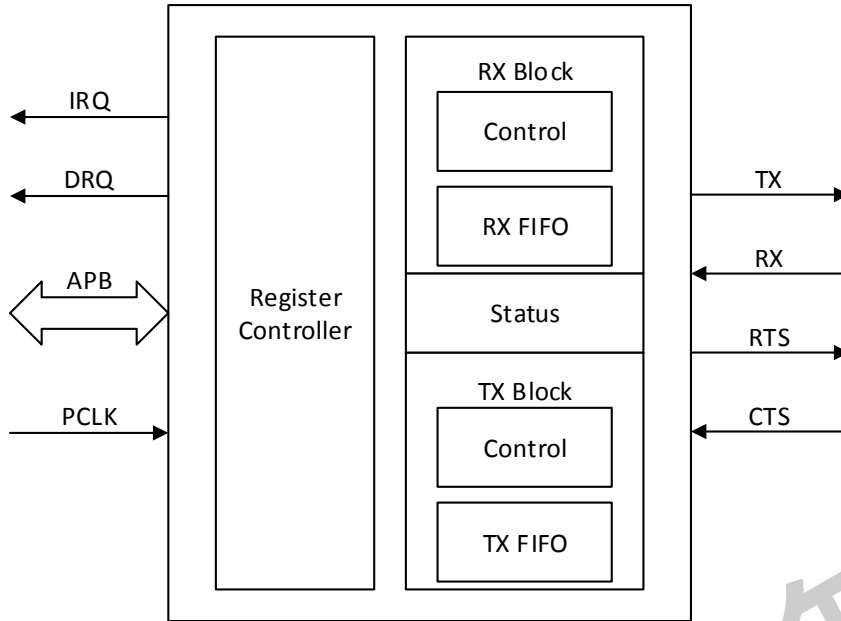 IRQ
DRQ
APB
PCLK
Register
Controller
RX Block
Control
RX FIFO
Status
TX Block
Control
TX FIFO
TX
RX
RTS
CTS